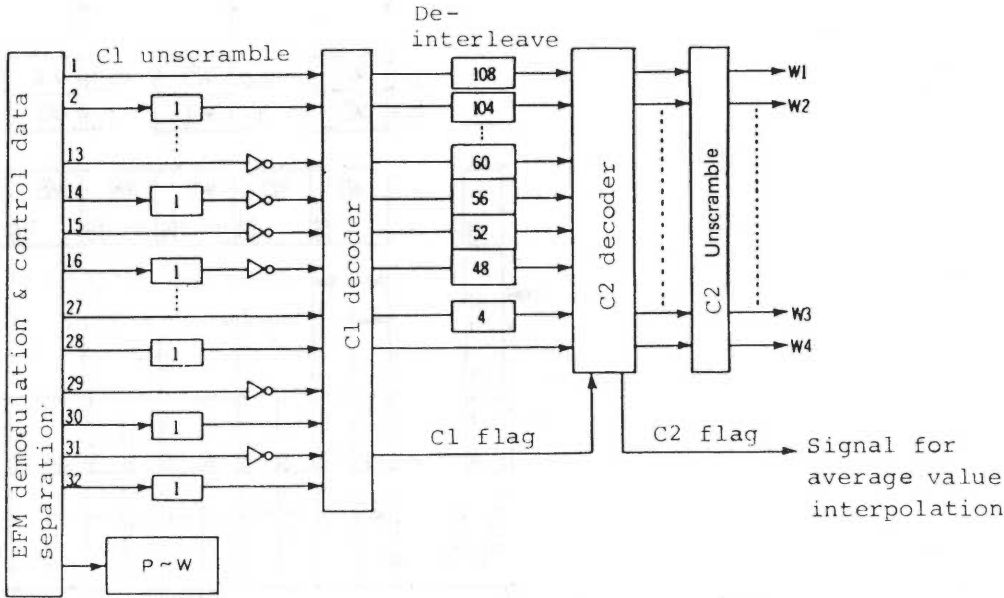 De-
interleave
C1 unscramble
EFM demodulation & control data
separation
1
2
1
13
14
1
15
16
1
27
28
1
29
30
1
31
32
1
P~W
C1 decoder
108
104
60
56
52
48
4
C2 decoder
C2 Unscramble
W1
W2
W3
W4
C1 flag
C2 flag
Signal for
average value
interpolation